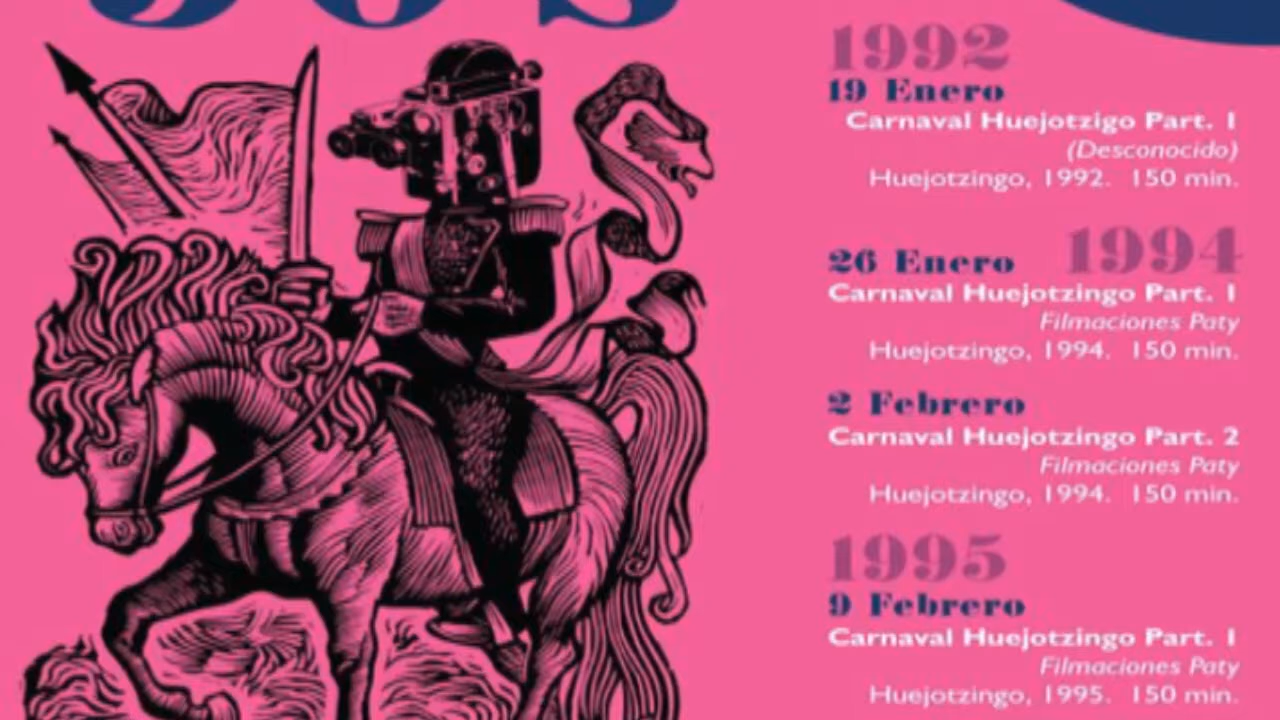 90's
1992
19 Enero
Carnaval Huejotzigo Part. 1
(Desconocido)
Huejotzingo, 1992. 150 min.
26 Enero 1994
Carnaval Huejotzingo Part. 1
Filmaciones Paty
Huejotzingo, 1994. 150 min.
2 Febrero
Carnaval Huejotzingo Part. 2
Filmaciones Paty
Huejotzingo, 1994. 150 min.
1995
9 Febrero
Carnaval Huejotzingo Part. 1
Filmaciones Paty
Huejotzingo, 1995. 150 min.